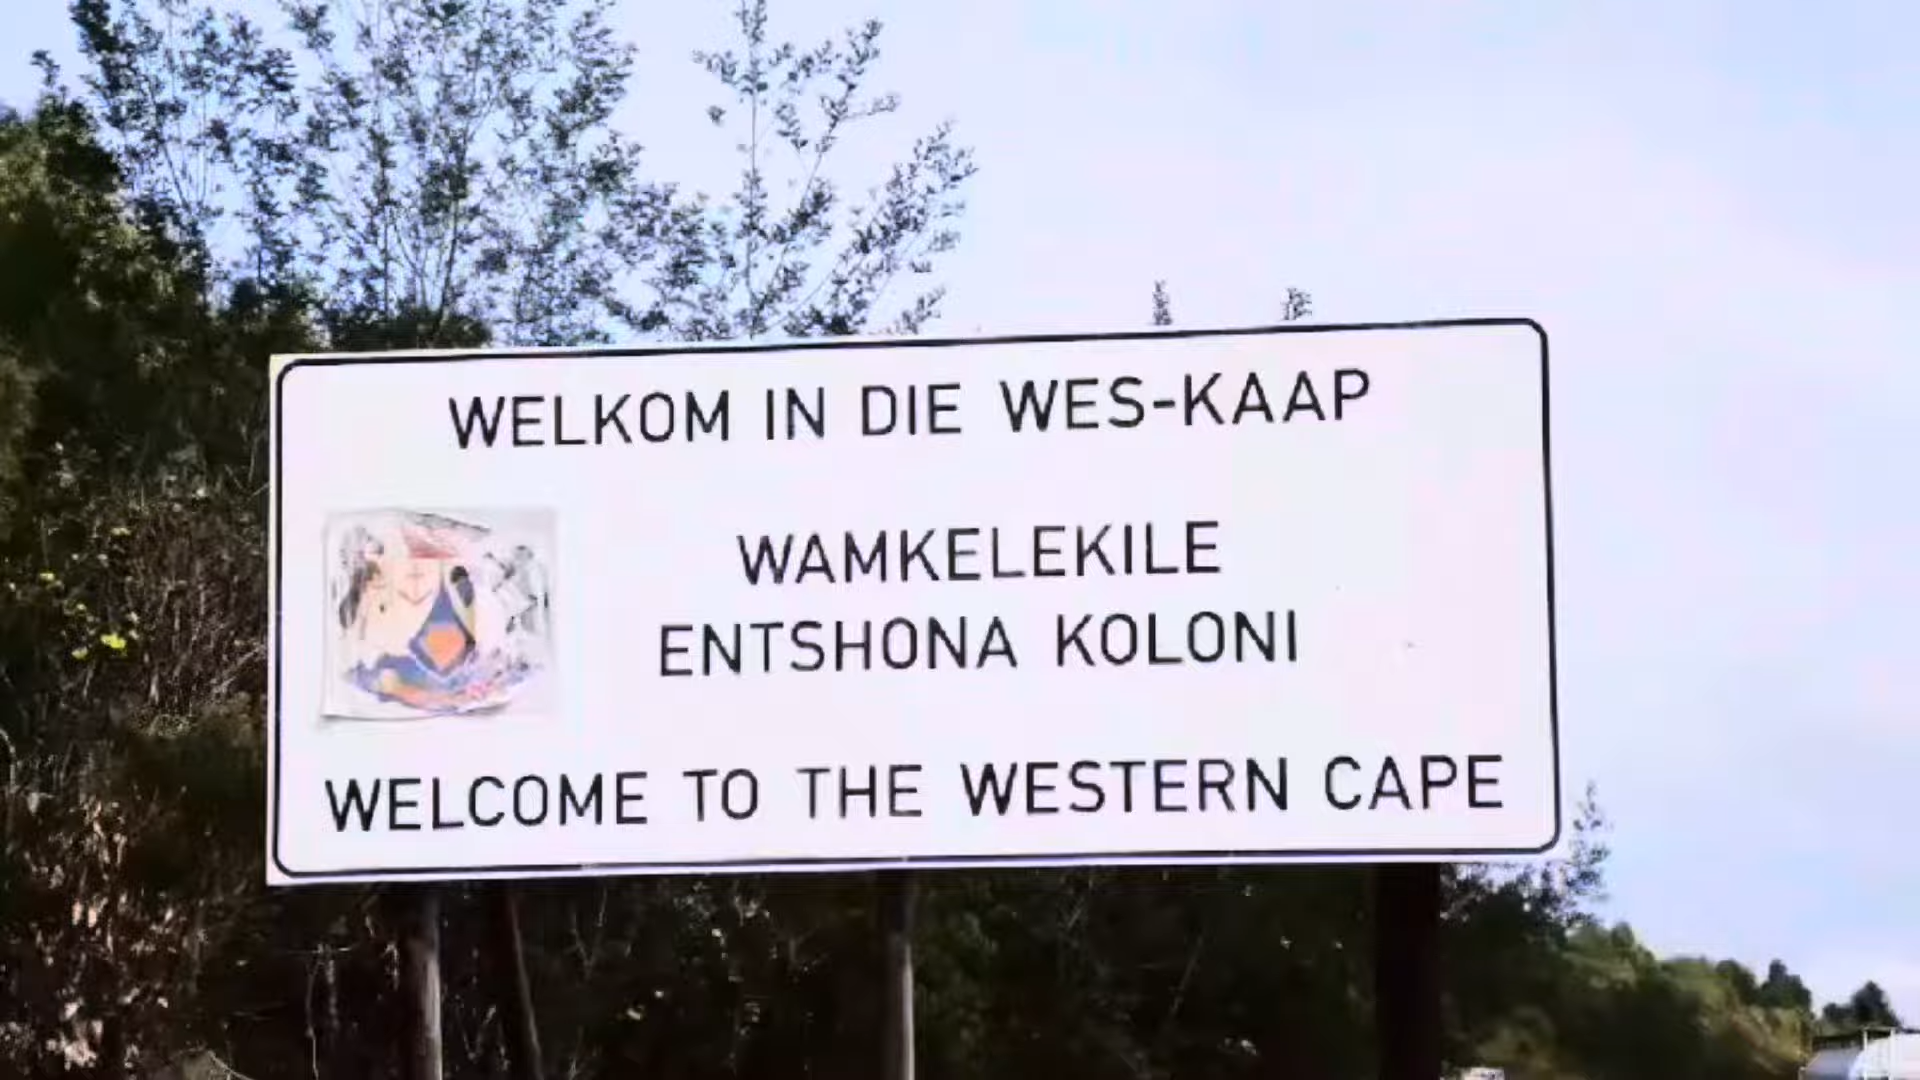 WELKOM IN DIE WES-KAAP
WAMKELEKILE
ENTSHONA KOLONI
WELCOME TO THE WESTERN CAPE